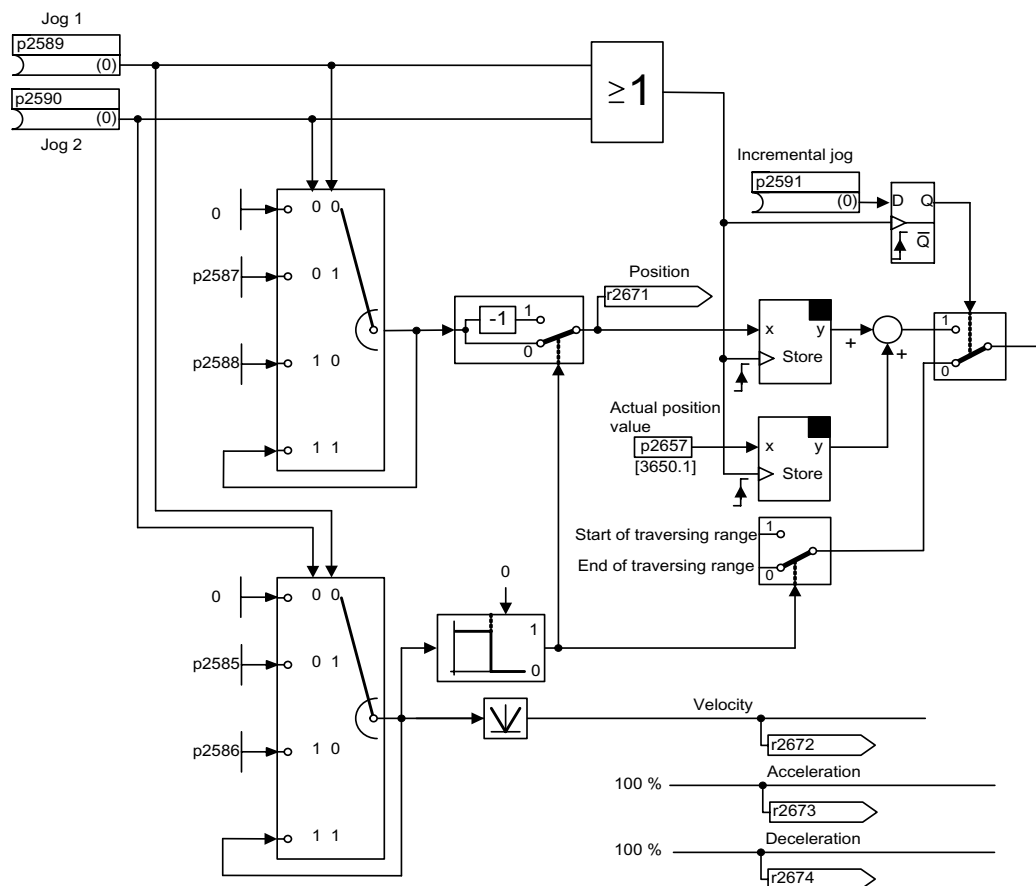 Jog 1
p2589
(0)
p2590
(0)
Jog 2
≥1
Incremental jog
p2591
(0)
D Q
Q̅
0
0 0
p2587
0 1
p2588
1 0
1 1
-1
1
0
Position
r2671
x y
Store
+
+
1
0
Actual position
value
p2657
[3650.1]
x y
Store
Start of traversing range
1
End of traversing range
0
0
0 0
p2585
0 1
p2586
1 0
1 1
0
1
0
Velocity
r2672
100 %
Acceleration
r2673
100 %
Deceleration
r2674